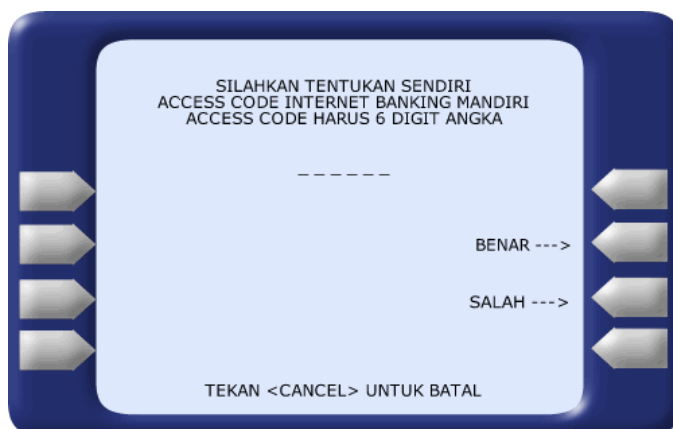 SILAHKAN TENTUKAN SENDIRI
ACCESS CODE INTERNET BANKING MANDIRI
ACCESS CODE HARUS 6 DIGIT ANGKA
_ _ _ _ _ _
BENAR --->
SALAH --->
TEKAN <CANCEL> UNTUK BATAL